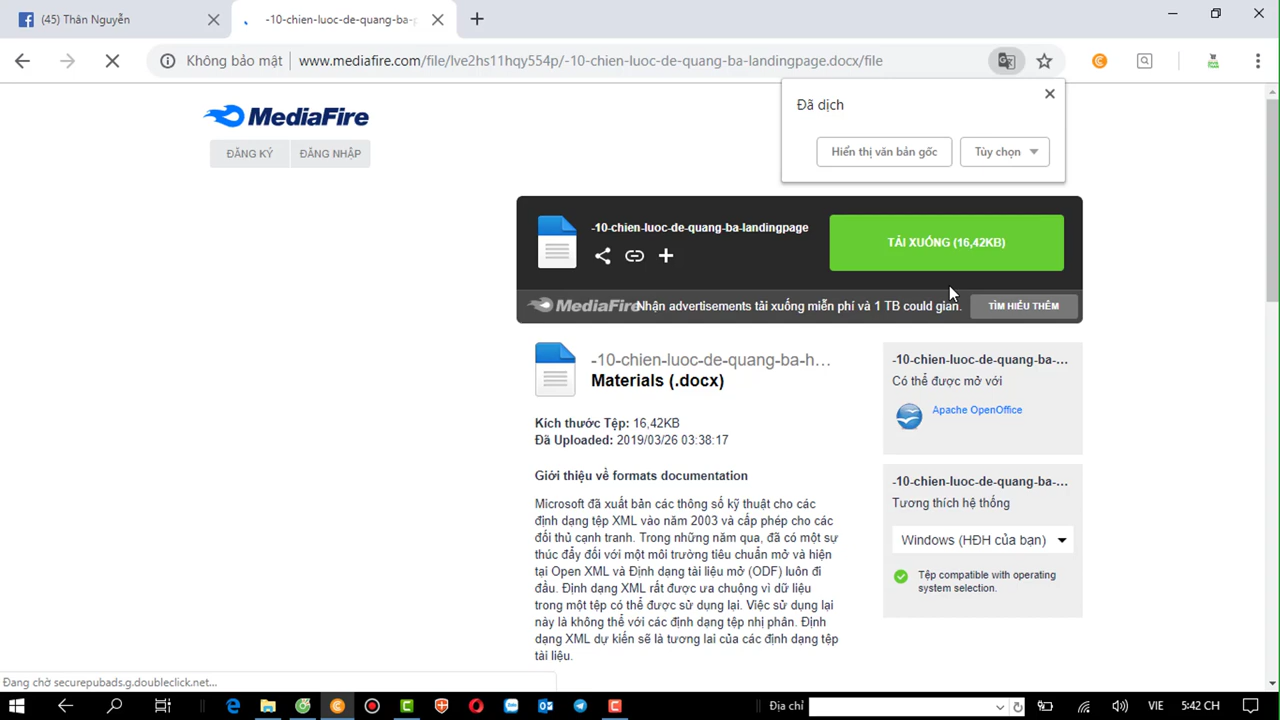 (45) Thân Nguyễn
-10-chien-luoc-de-quang-ba-
Không bảo mật
www.mediafire.com/file/lve2hs11hqy554p/-10-chien-luoc-de-quang-ba-landingpage.docx/file
Đã dịch
Hiển thị văn bản gốc
Tùy chọn
MediaFire
ĐĂNG KÝ
ĐĂNG NHẬP
-10-chien-luoc-de-quang-ba-landingpage
TẢI XUỐNG (16,42KB)
MediaFire
Nhận advertisements tải xuống miễn phí và 1 TB could gian.
TÌM HIỂU THÊM
-10-chien-luoc-de-quang-ba-h…
Materials (.docx)
Kích thước Tệp: 16,42KB
Đã Uploaded: 2019/03/26 03:38:17
Giới thiệu về formats documentation
Microsoft đã xuất bản các thông số kỹ thuật cho các
định dạng tệp XML vào năm 2003 và cấp phép cho các
đối thủ cạnh tranh. Trong những năm qua, đã có một sự
thúc đẩy đối với một môi trường tiêu chuẩn mở và hiện
tại Open XML và Định dạng tài liệu mở (ODF) luôn đi
đầu. Định dạng XML rất được ưa chuộng vì dữ liệu
trong một tệp có thể được sử dụng lại. Việc sử dụng lại
này là không thể với các định dạng tệp nhị phân. Định
dạng XML dự kiến sẽ là tương lai của các định dạng tệp
tài liệu.
-10-chien-luoc-de-quang-ba-...
Có thể được mở với
Apache OpenOffice
-10-chien-luoc-de-quang-ba-...
Tương thích hệ thống
Windows (HĐH của bạn)
Tệp compatible with operating
system selection.
Đang chờ securepubads.g.doubleclick.net...
Địa chỉ
VIE
5:42 CH